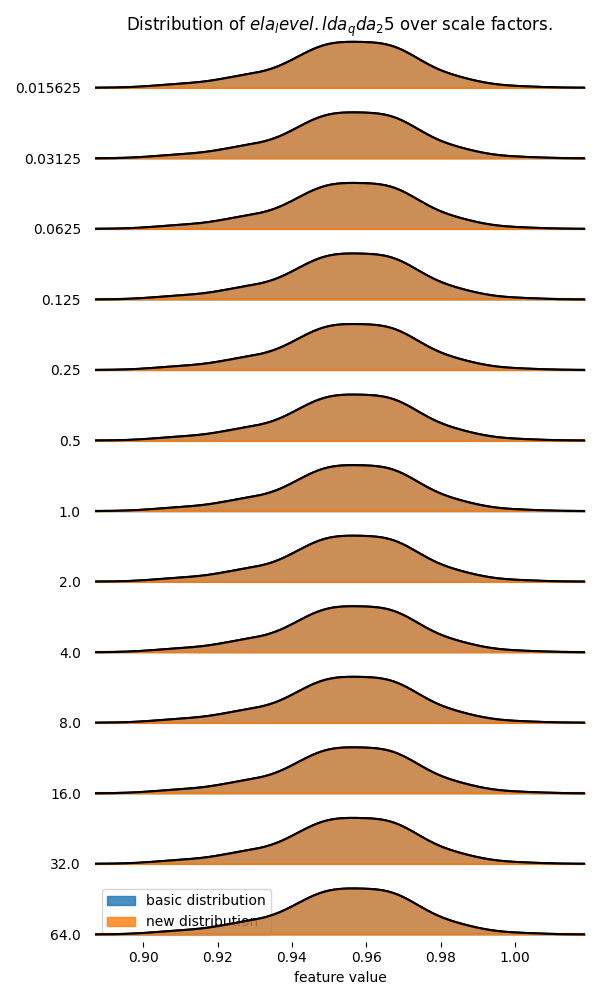 Distribution of ela_level.lda_qda_25 over scale factors.
0.015625
0.03125
0.0625
0.125
0.25
0.5
1.0
2.0
4.0
8.0
16.0
32.0
basic distribution
new distribution
64.0
0.90 0.92 0.94 0.96 0.98 1.00
feature value